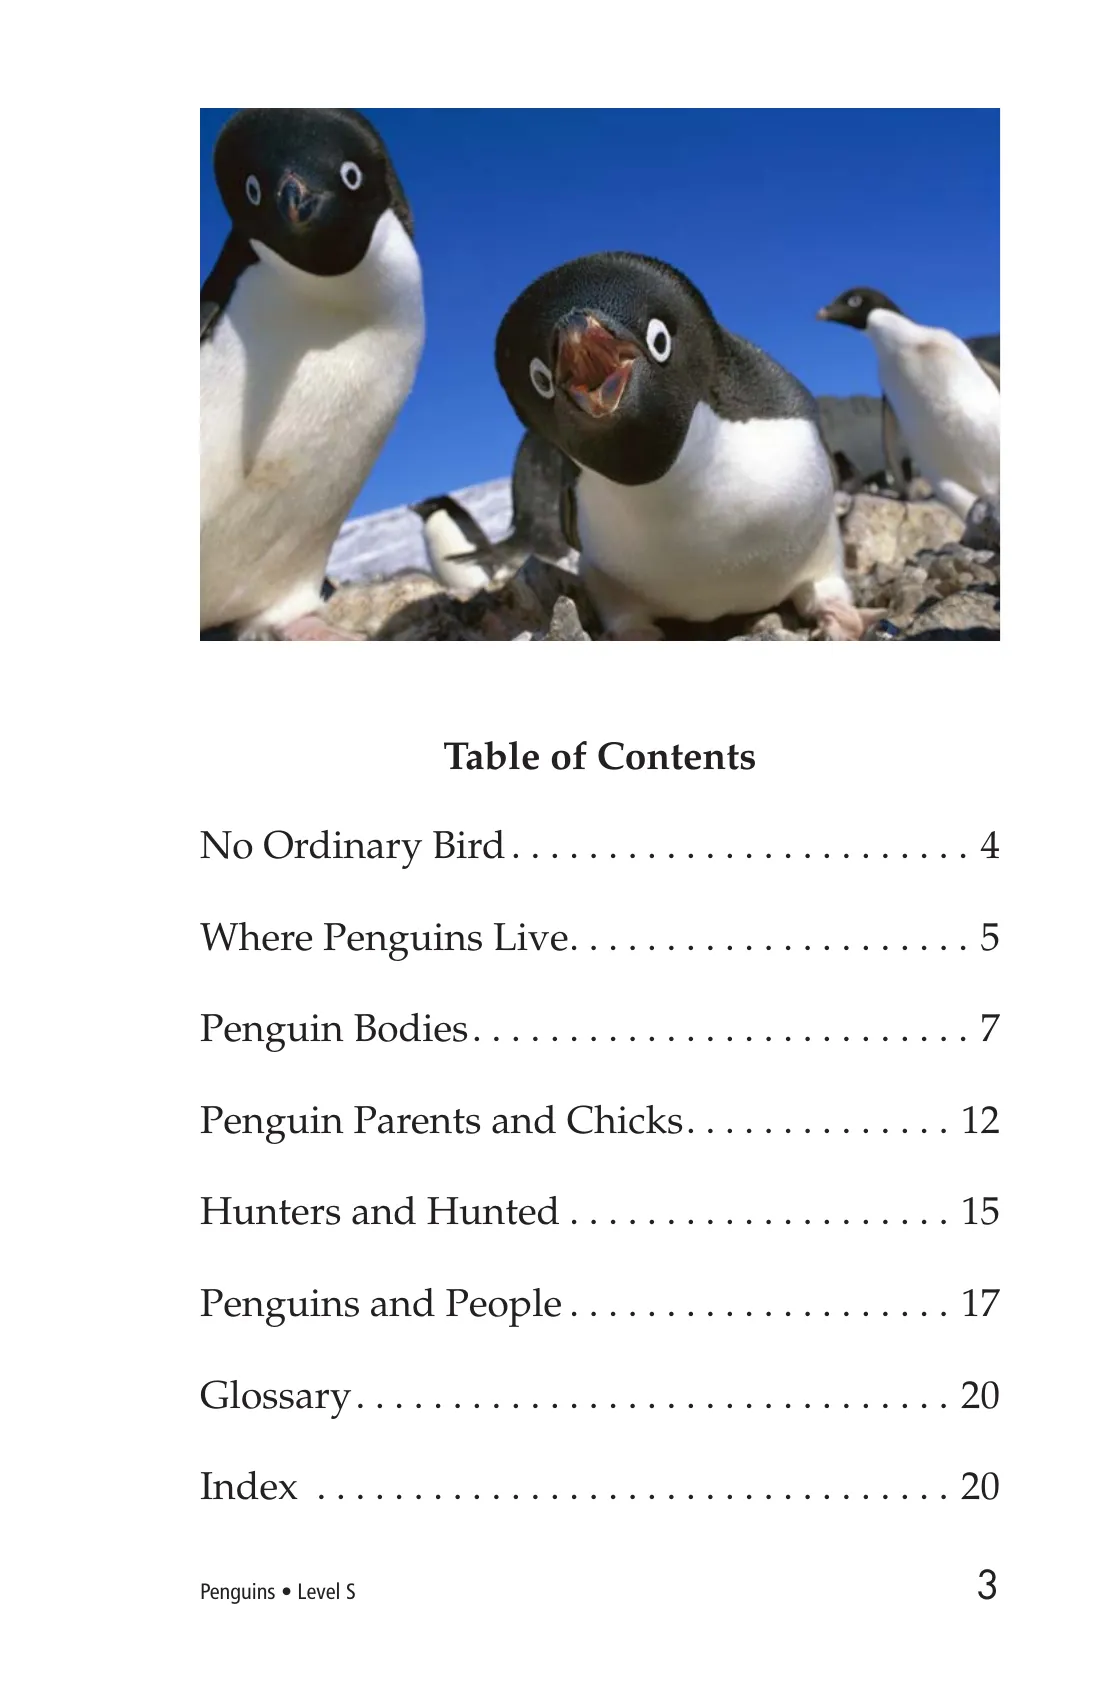 Table of Contents
No Ordinary Bird . . . . . . . . . . . . . . . . . . . . . . . . 4
Where Penguins Live. . . . . . . . . . . . . . . . . . . . . 5
Penguin Bodies. . . . . . . . . . . . . . . . . . . . . . . . . . 7
Penguin Parents and Chicks. . . . . . . . . . . . . . 12
Hunters and Hunted . . . . . . . . . . . . . . . . . . . . 15
Penguins and People . . . . . . . . . . . . . . . . . . . . 17
Glossary. . . . . . . . . . . . . . . . . . . . . . . . . . . . . . . 20
Index . . . . . . . . . . . . . . . . . . . . . . . . . . . . . . . . . 20
Penguins • Level S 3